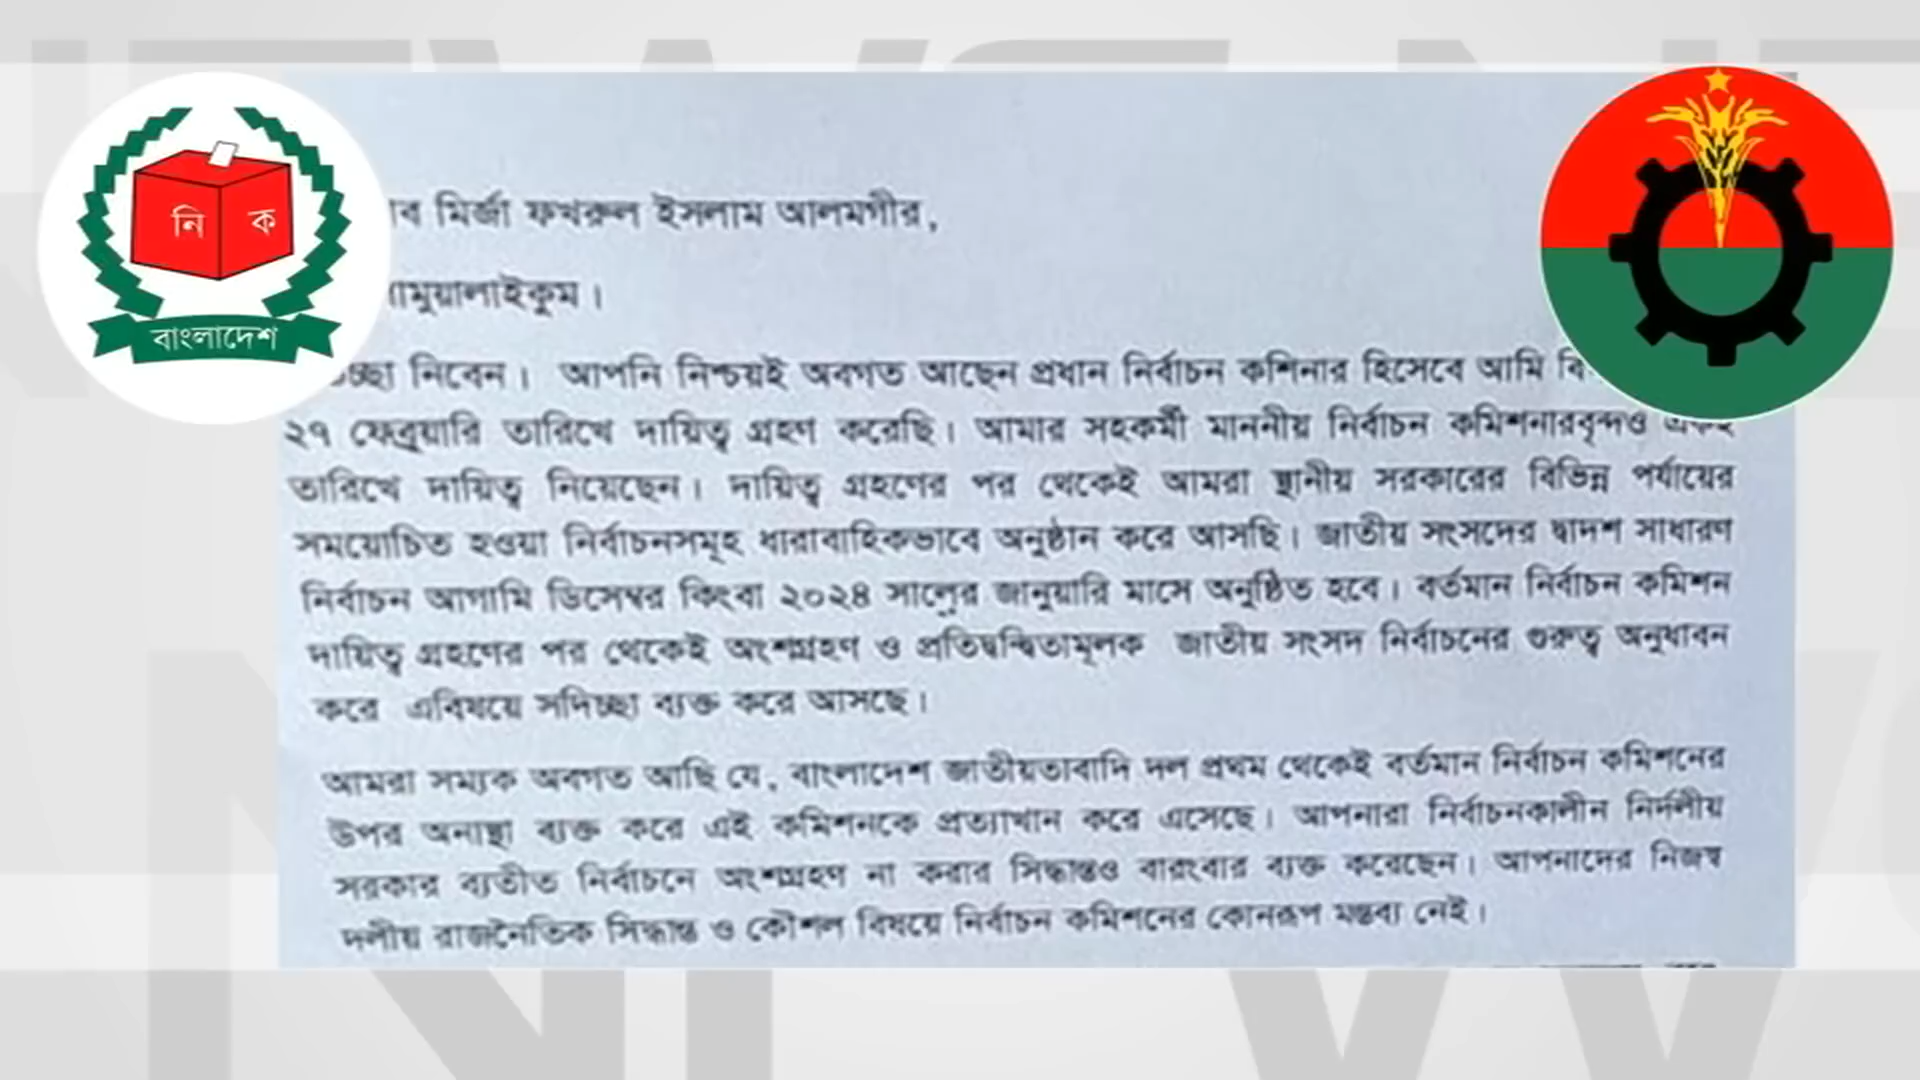 নি ক
বাংলাদেশ
মির্জা ফখরুল ইসলাম আলমগীর,
নিবেন। আপনি নিশ্চয়ই অবগত আছেন প্রধান নির্বাচন কশিনার হিসেবে আমি
২৭ ফেব্রুয়ারি তারিখে দায়িত্ব গ্রহণ করেছি। আমার সহকর্মী মাননীয় নির্বাচন কমিশনারবৃন্দও একই
তারিখে দায়িত্ব নিয়েছেন। দায়িত্ব গ্রহণের পর থেকেই আমরা স্থানীয় সরকারের বিভিন্ন পর্যায়ের
সময়োচিত হওয়া নির্বাচনসমূহ ধারাবাহিকভাবে অনুষ্ঠান করে আসছি। জাতীয় সংসদের দ্বাদশ সাধারণ
নির্বাচন আগামি ডিসেম্বর কিংবা ২০২৪ সালের জানুয়ারি মাসে অনুষ্ঠিত হবে। বর্তমান নির্বাচন কমিশন
দায়িত্ব গ্রহণের পর থেকেই অংশগ্রহণ ও প্রতিদ্বন্দ্বিতামূলক জাতীয় সংসদ নির্বাচনের গুরুত্ব অনুধাবন
করে এবিষয়ে সদিচ্ছা ব্যক্ত করে আসছে।
আমরা সম্যক অবগত আছি যে, বাংলাদেশ জাতীয়তাবাদি দল প্রথম থেকেই বর্তমান নির্বাচন কমিশনের
উপর অনাস্থা ব্যক্ত করে এই কমিশনকে প্রত্যাখান করে এসেছে। আপনারা নির্বাচনকালীন নির্দলীয়
সরকার ব্যতীত নির্বাচনে অংশগ্রহণ না করার সিদ্ধান্তও বারংবার ব্যক্ত করেছেন। আপনাদের নিজস্ব
দলীয় রাজনৈতিক সিদ্ধান্ত ও কৌশল বিষয়ে নির্বাচন কমিশনের কোনরূপ মন্তব্য নেই।